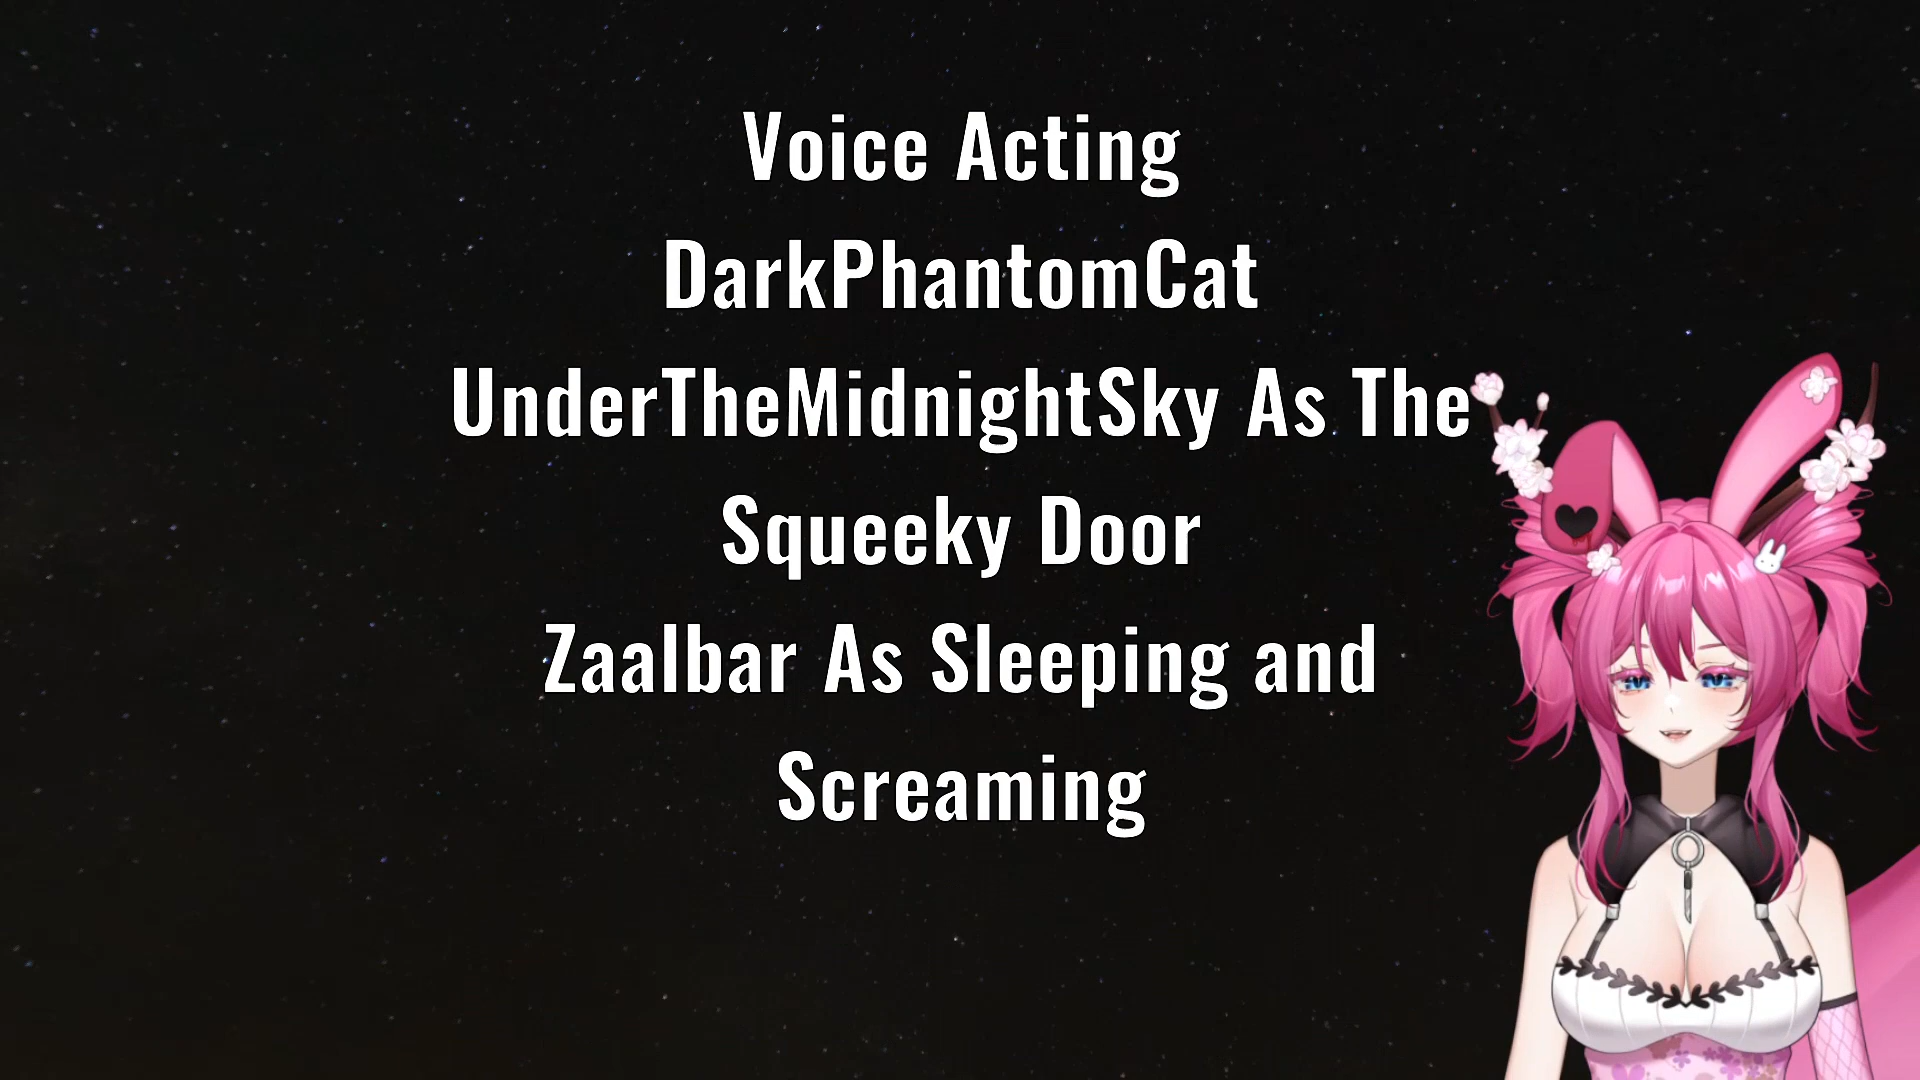 Voice Acting
DarkPhantomCat
UnderTheMidnightSky As The
Squeeky Door
Zaalbar As Sleeping and
Screaming